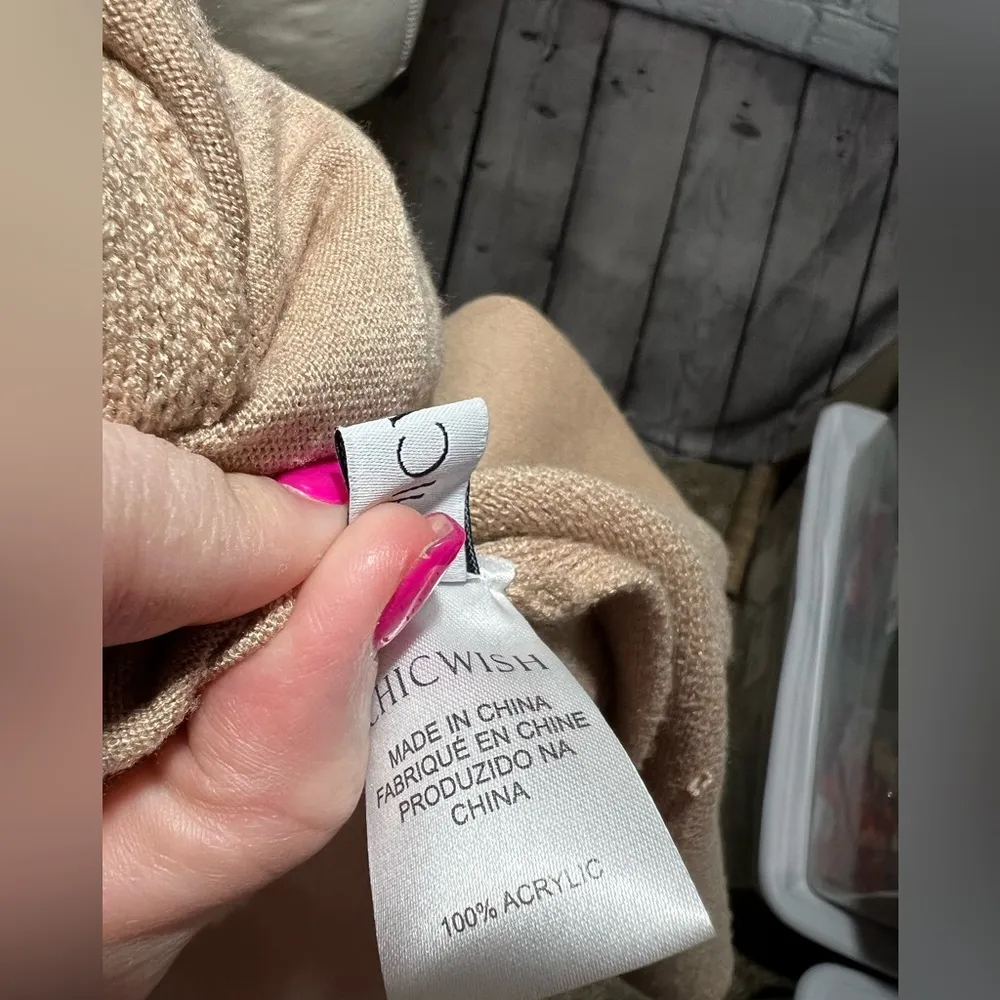 CHICWISH
MADE IN CHINA
FABRIQUÉ EN CHINE
PRODUZIDO NA
CHINA
100% ACRYLIC